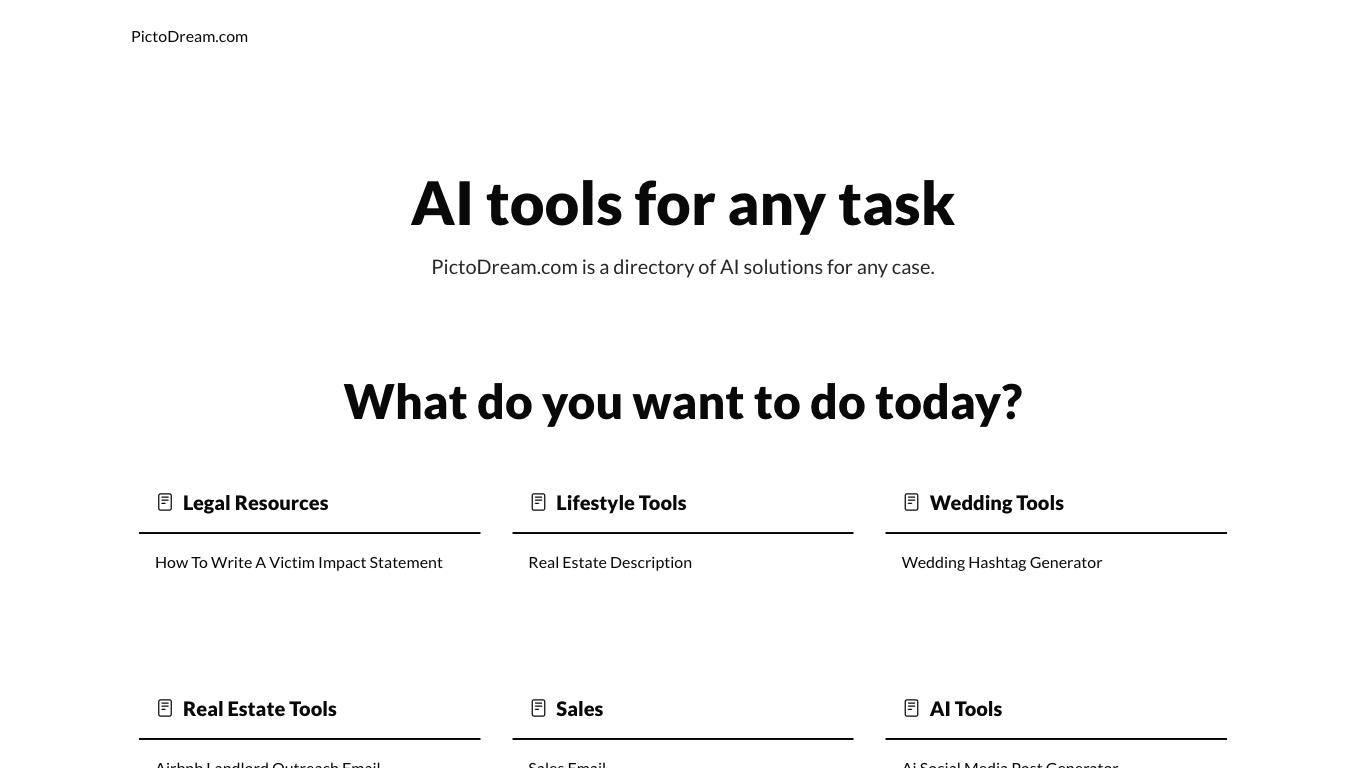 PictoDream.com
AI tools for any task
PictoDream.com is a directory of AI solutions for any case.
What do you want to do today?
Legal Resources
How To Write A Victim Impact Statement
Lifestyle Tools
Real Estate Description
Wedding Tools
Wedding Hashtag Generator
Real Estate Tools
Airbnb Landlord Outreach Email
Sales
Sales Email
AI Tools
Ai Social Media Post Generator